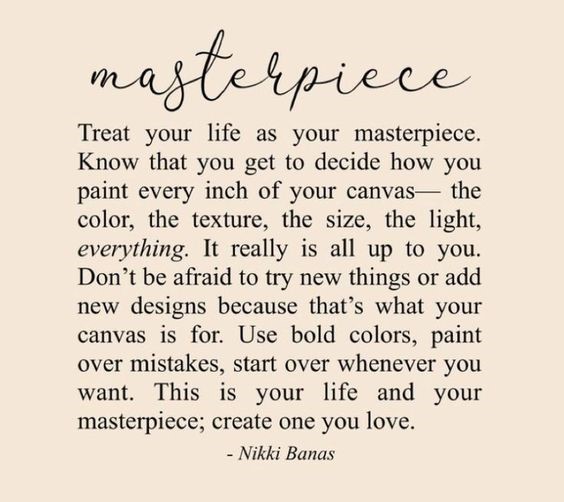 masterpiece
Treat your life as your masterpiece.
Know that you get to decide how you
paint every inch of your canvas— the
color, the texture, the size, the light,
everything. It really is all up to you.
Don’t be afraid to try new things or add
new designs because that’s what your
canvas is for. Use bold colors, paint
over mistakes, start over whenever you
want. This is your life and your
masterpiece; create one you love.
- Nikki Banas